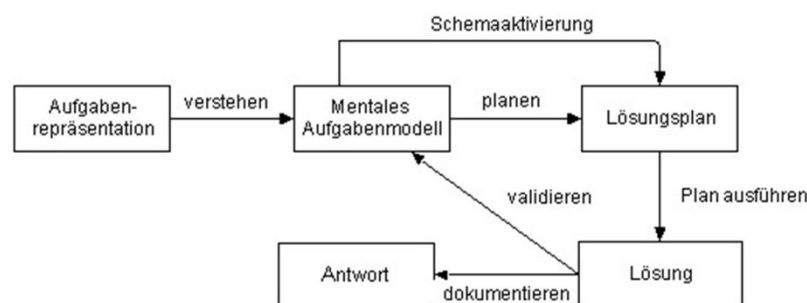 Schemaaktivierung
Aufgaben-
repräsentation
verstehen
Mentales
Aufgabenmodell
planen
Lösungsplan
validieren
Plan ausführen
Antwort
dokumentieren
Lösung